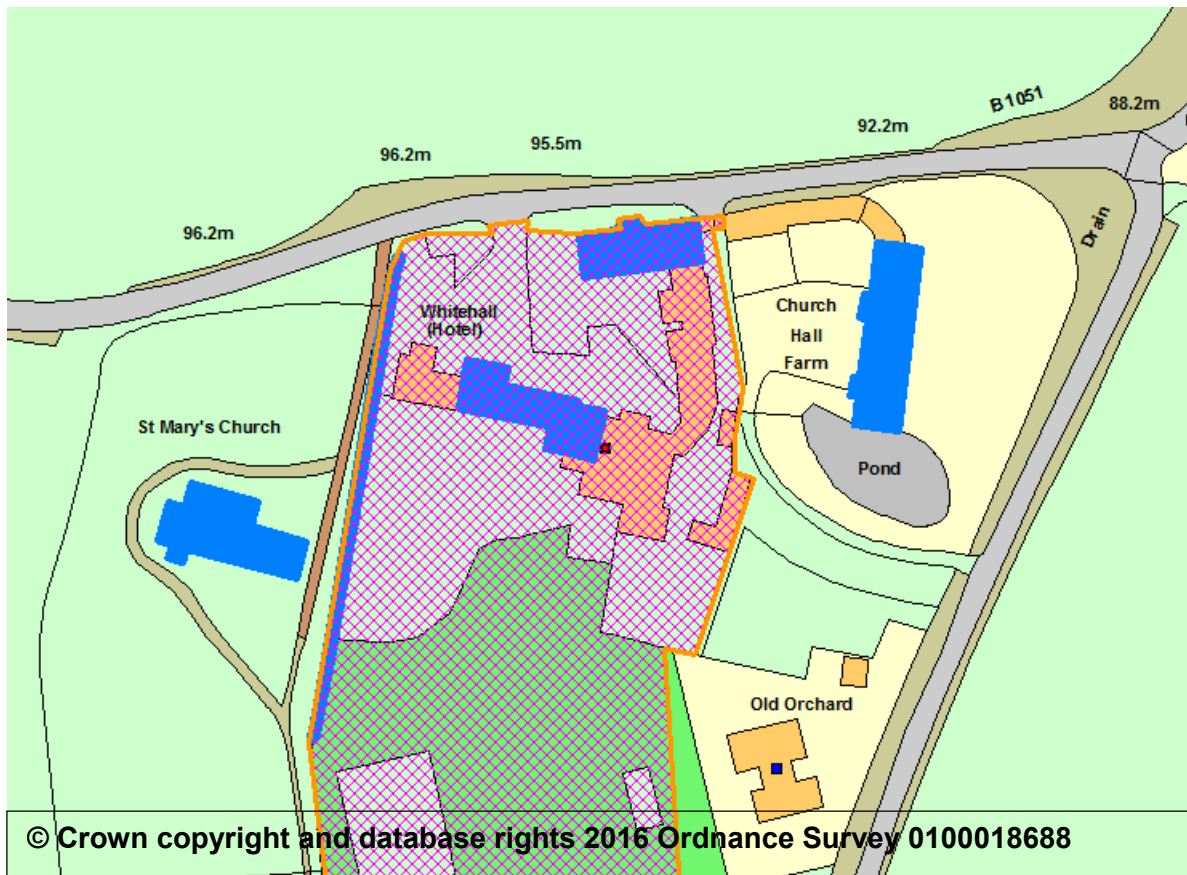 B1051
88.2m
92.2m
95.5m
96.2m
96.2m
Drain
Church
Hall
Farm
Whitehall
(Hotel)
St Mary's Church
Pond
Old Orchard
© Crown copyright and database rights 2016 Ordnance Survey 0100018688